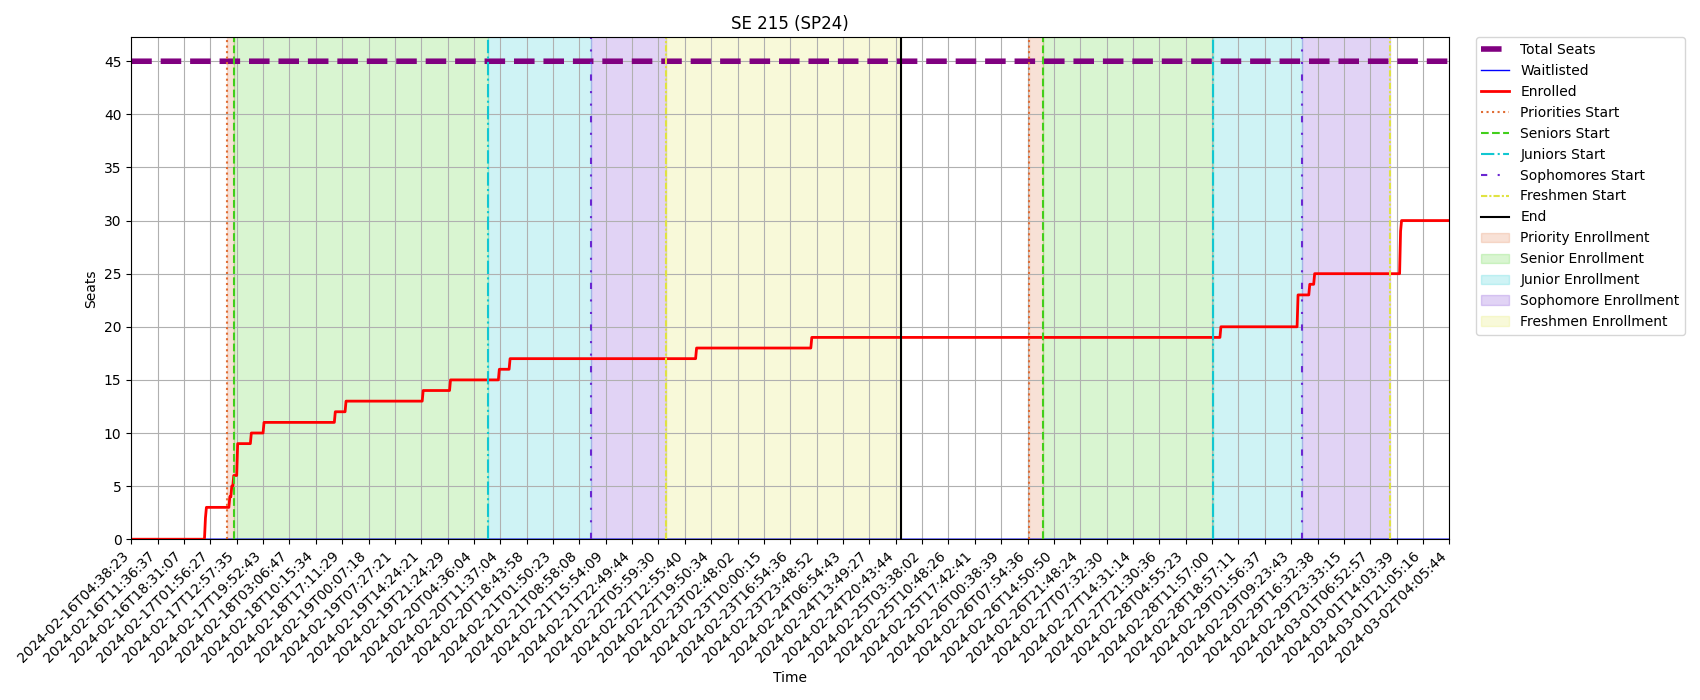 SE 215 (SP24)
Seats
45
40
35
30
25
20
15
10
5
0
2024-02-16T04:38:23
2024-02-16T11:36:37
2024-02-16T18:31:07
2024-02-17T01:56:27
2024-02-17T12:57:35
2024-02-17T19:52:43
2024-02-18T03:06:47
2024-02-18T10:15:34
2024-02-18T17:11:29
2024-02-19T00:07:18
2024-02-19T07:27:21
2024-02-19T14:24:21
2024-02-19T21:24:29
2024-02-20T04:36:04
2024-02-20T11:37:04
2024-02-20T18:43:58
2024-02-21T01:50:23
2024-02-21T08:58:08
2024-02-21T15:54:09
2024-02-21T22:49:44
2024-02-22T05:59:30
2024-02-22T12:55:40
2024-02-22T19:50:34
2024-02-23T02:48:02
2024-02-23T10:00:15
2024-02-23T16:54:36
2024-02-23T23:48:52
2024-02-24T06:54:43
2024-02-24T13:49:27
2024-02-24T20:43:44
2024-02-25T03:38:02
2024-02-25T10:48:26
2024-02-25T17:42:41
2024-02-26T00:38:39
2024-02-26T07:54:36
2024-02-26T14:50:50
2024-02-26T21:48:24
2024-02-27T07:32:30
2024-02-27T14:31:14
2024-02-27T21:30:36
2024-02-28T04:55:23
2024-02-28T11:57:00
2024-02-28T18:57:11
2024-02-29T01:56:37
2024-02-29T09:23:43
2024-02-29T16:32:38
2024-02-29T23:33:15
2024-03-01T06:52:57
2024-03-01T14:03:39
2024-03-01T21:05:16
2024-03-02T04:05:44
Time
Total Seats
Waitlisted
Enrolled
Priorities Start
Seniors Start
Juniors Start
Sophomores Start
Freshmen Start
End
Priority Enrollment
Senior Enrollment
Junior Enrollment
Sophomore Enrollment
Freshmen Enrollment